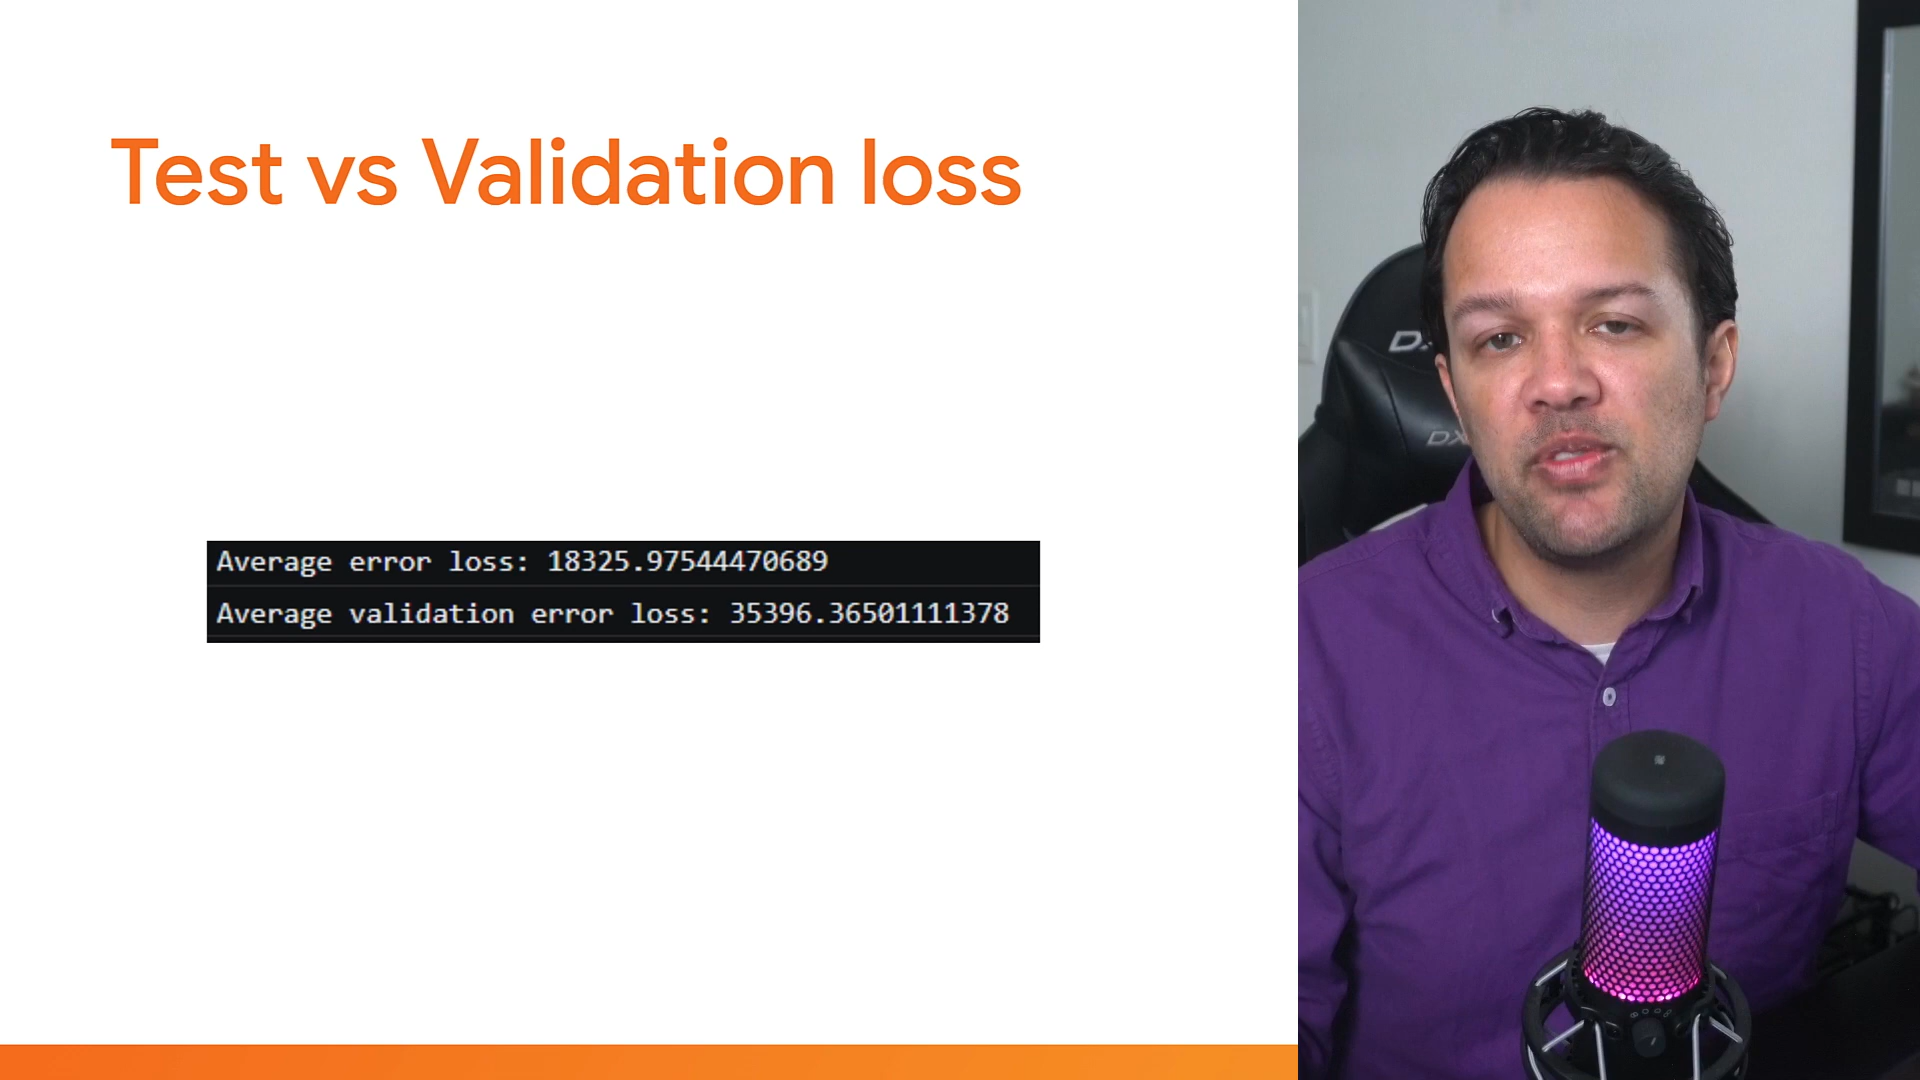 Test vs Validation loss
Average error loss: 18325.97544470689
Average validation error loss: 35396.36501111378